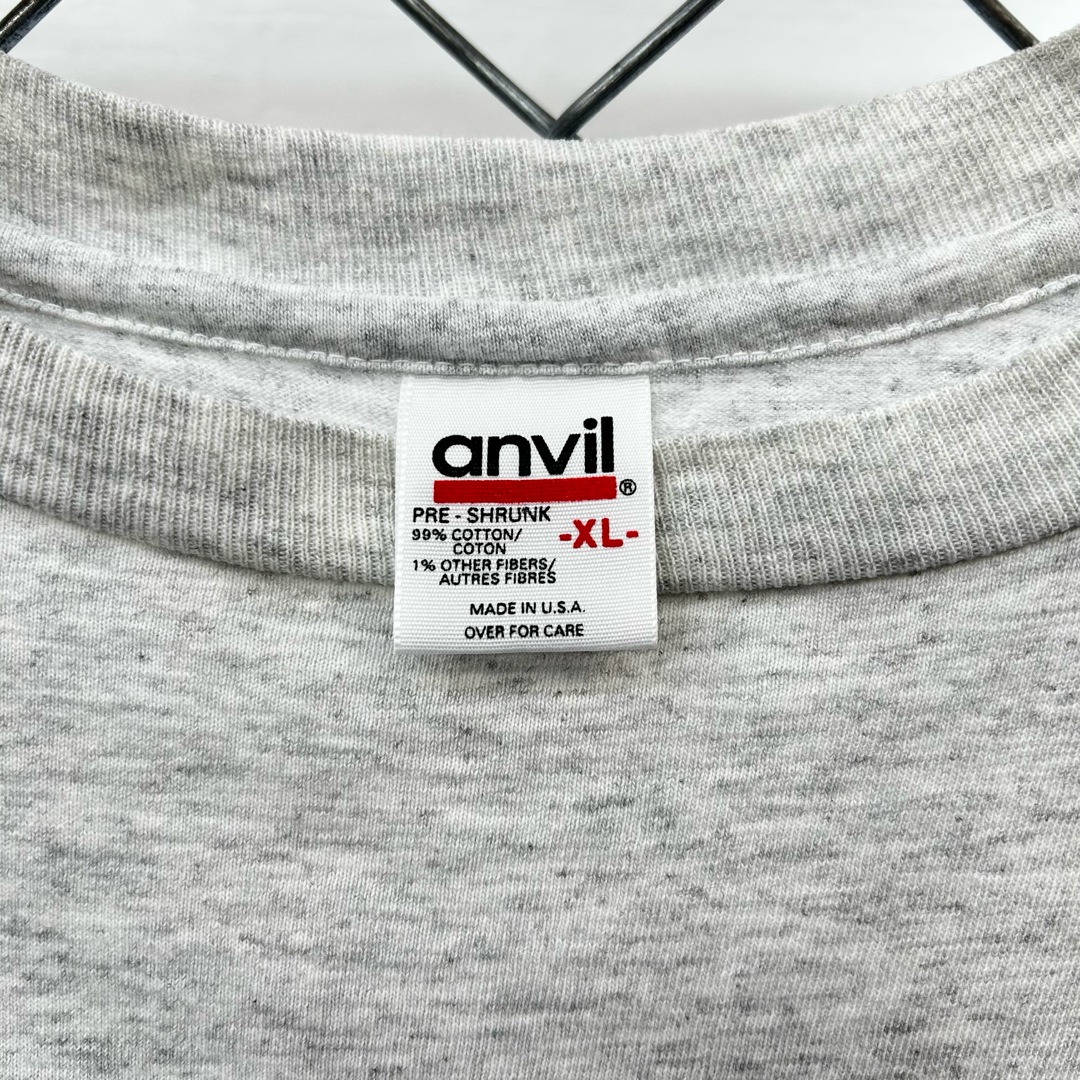 anvil®
PRE - SHRUNK
-XL-
99% COTTON/
COTON
1% OTHER FIBERS/
AUTRES FIBRES
MADE IN U.S.A.
OVER FOR CARE